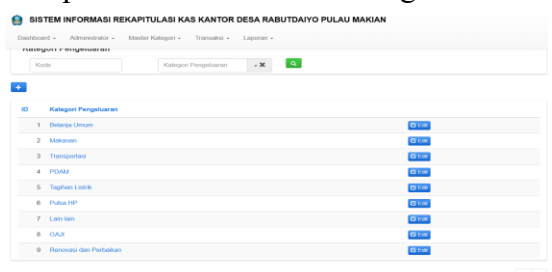 SISTEM INFORMASI REKAPITULASI KAS KANTOR DESA RABUTDAIYO PULAU MAKIAN
Dashboard Administrator Master Kategori Transaksi Laporan
Kategori Pengeluaran
Kode Kategori Pengeluaran
ID Kategori Pengeluaran
1 Belanja Umum Edit
2 Makanan Edit
3 Transportasi Edit
4 PDAM Edit
5 Tagihan Listrik Edit
6 Pulsa HP Edit
7 Lain-lain Edit
8 GAJI Edit
9 Renovasi dan Perbaikan Edit